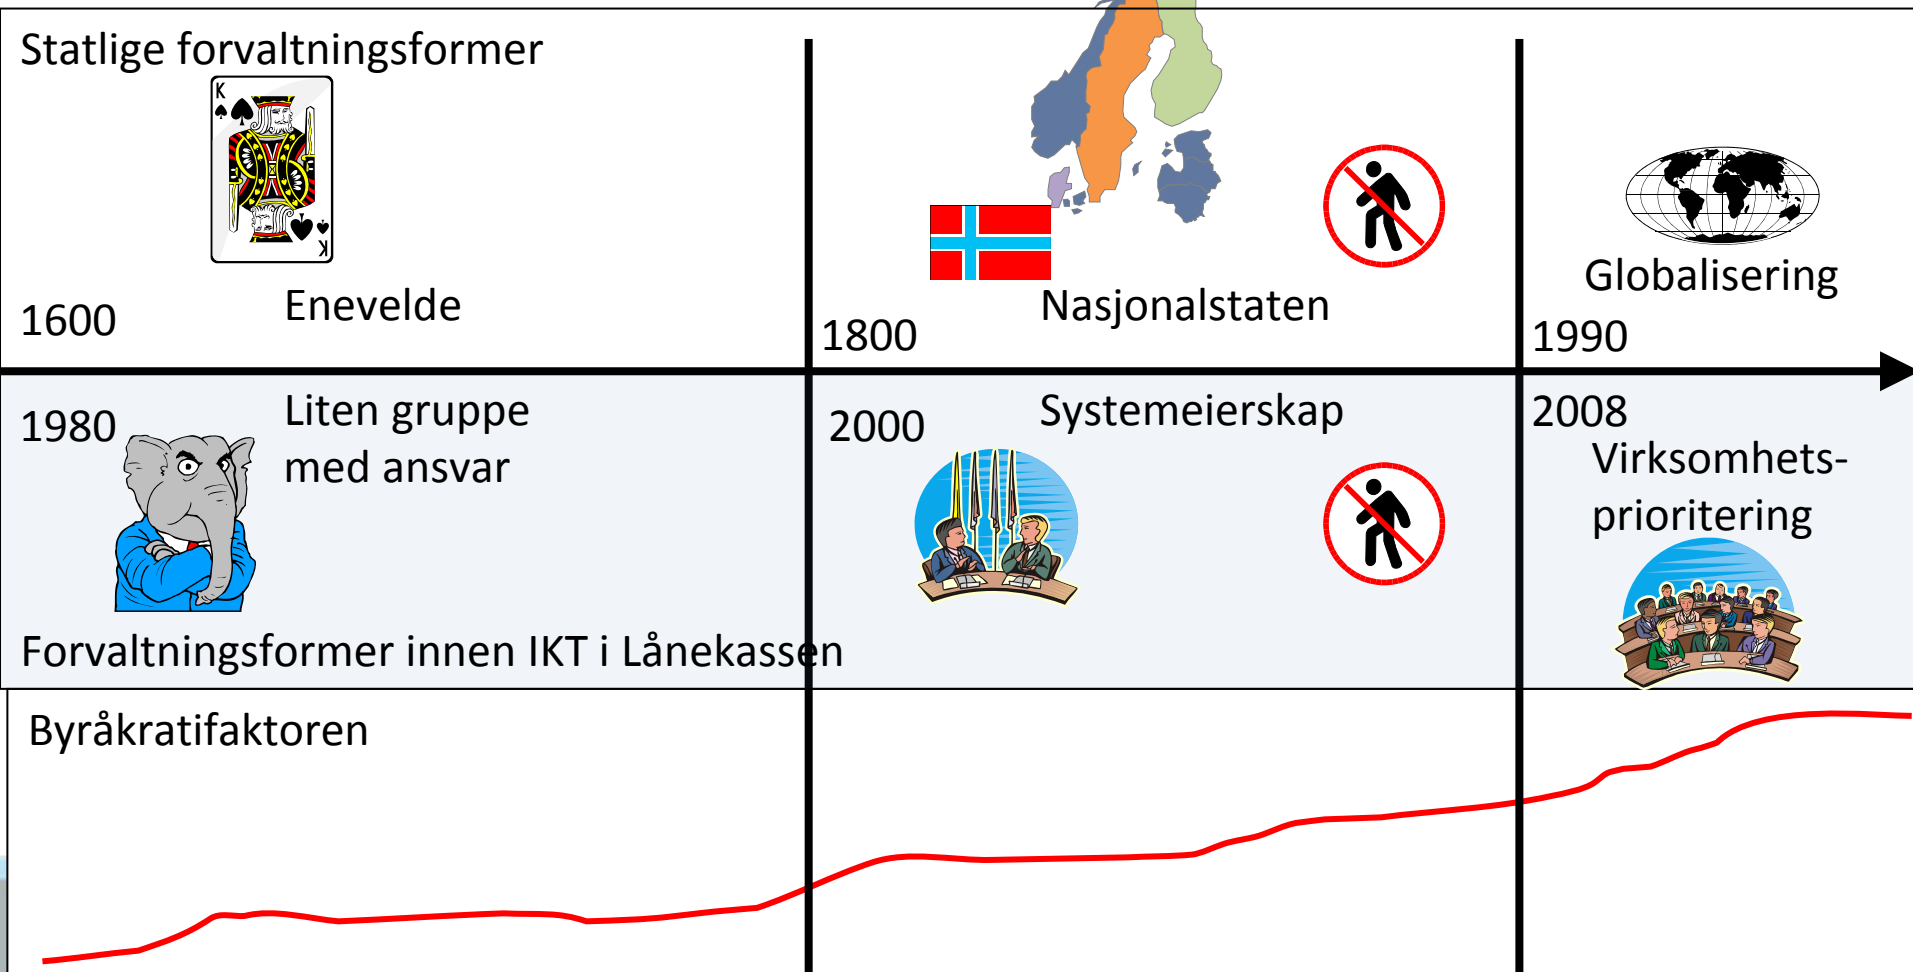 Statlige forvaltningsformer
K
K
Enevelde
1600
Nasjonalstaten
1800
Globalisering
1990
1980
Liten gruppe
med ansvar
2000
Systemeierskap
2008
Virksomhets-
prioritering
Forvaltningsformer innen IKT i Lånekassen
Byråkratifaktoren